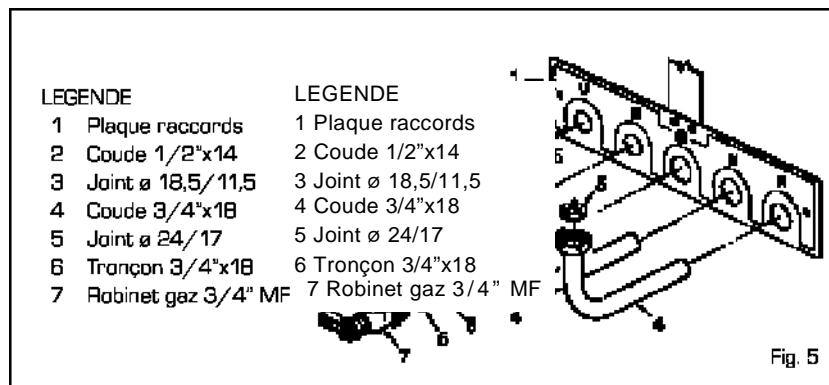 LEGENDE
1 Plaque raccords
2 Coude 1/2"x14
3 Joint ø 18,5/11,5
4 Coude 3/4"x18
5 Joint ø 24/17
6 Tronçon 3/4"x18
7 Robinet gaz 3/4" MF
LEGENDE
1 Plaque raccords
2 Coude 1/2"x14
3 Joint ø 18,5/11,5
4 Coude 3/4"x18
5 Joint ø 24/17
6 Tronçon 3/4"x18
7 Robinet gaz 3/4" MF
1
5
4
4
6
7
Fig. 5